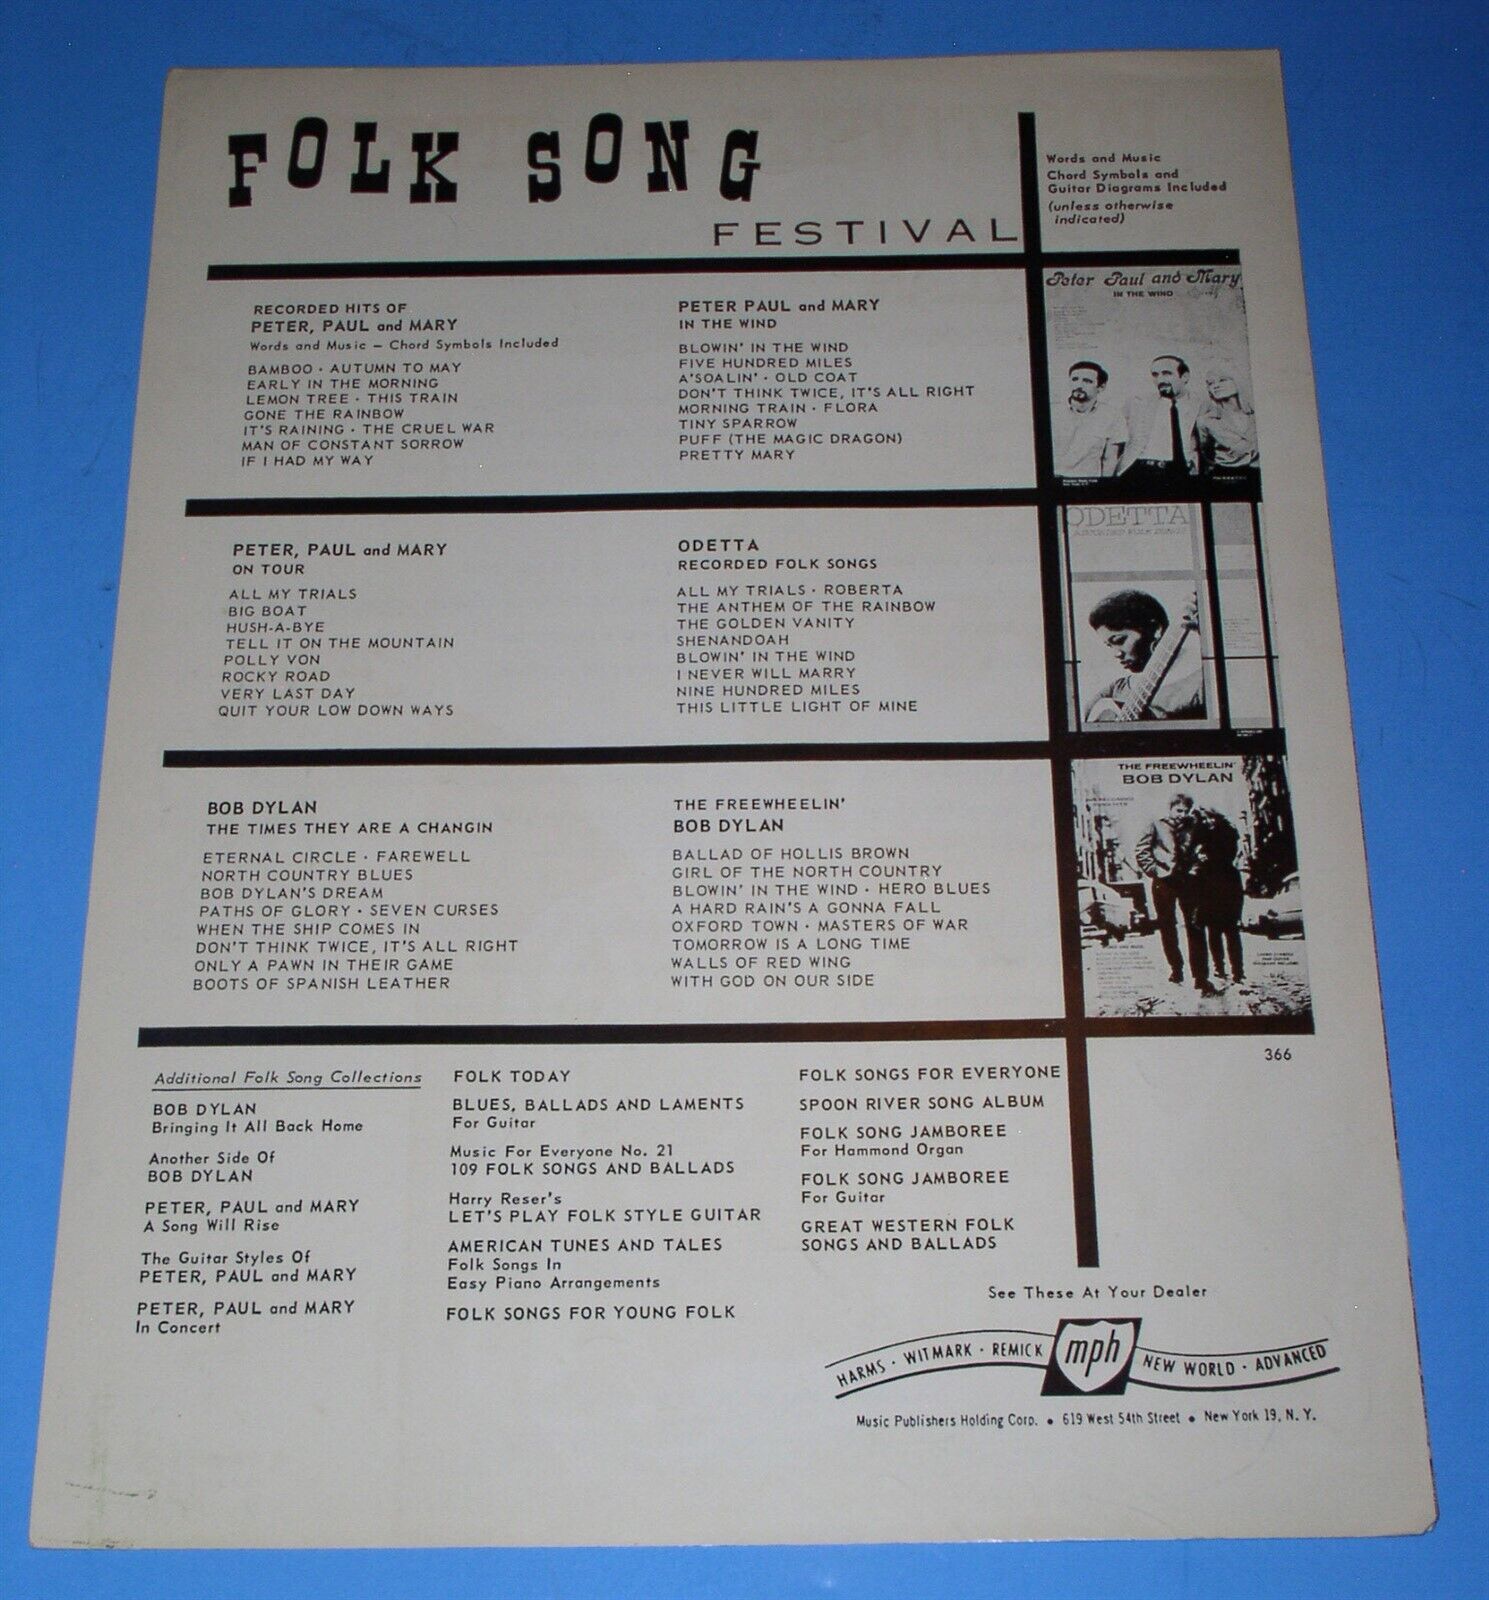 FOLK SONG
FESTIVAL
Words and Music
Chord Symbols and
Guitar Diagrams Included
(unless otherwise
indicated)
RECORDED HITS OF
PETER, PAUL and MARY
Words and Music – Chord Symbols Included
BAMBOO · AUTUMN TO MAY
EARLY IN THE MORNING
LEMON TREE · THIS TRAIN
GONE THE RAINBOW
IT'S RAINING · THE CRUEL WAR
MAN OF CONSTANT SORROW
IF I HAD MY WAY
PETER PAUL and MARY
IN THE WIND
BLOWIN' IN THE WIND
FIVE HUNDRED MILES
A'SOALIN' · OLD COAT
DON'T THINK TWICE, IT'S ALL RIGHT
MORNING TRAIN · FLORA
TINY SPARROW
PUFF (THE MAGIC DRAGON)
PRETTY MARY
Peter Paul and Mary
IN THE WIND
PETER, PAUL and MARY
ON TOUR
ALL MY TRIALS
BIG BOAT
HUSH-A-BYE
TELL IT ON THE MOUNTAIN
POLLY VON
ROCKY ROAD
VERY LAST DAY
QUIT YOUR LOW DOWN WAYS
ODETTA
RECORDED FOLK SONGS
ALL MY TRIALS · ROBERTA
THE ANTHEM OF THE RAINBOW
THE GOLDEN VANITY
SHENANDOAH
BLOWIN' IN THE WIND
I NEVER WILL MARRY
NINE HUNDRED MILES
THIS LITTLE LIGHT OF MINE
ODETTA
BOB DYLAN
THE TIMES THEY ARE A CHANGIN
ETERNAL CIRCLE · FAREWELL
NORTH COUNTRY BLUES
BOB DYLAN'S DREAM
PATHS OF GLORY · SEVEN CURSES
WHEN THE SHIP COMES IN
DON'T THINK TWICE, IT'S ALL RIGHT
ONLY A PAWN IN THEIR GAME
BOOTS OF SPANISH LEATHER
THE FREEWHEELIN'
BOB DYLAN
BALLAD OF HOLLIS BROWN
GIRL OF THE NORTH COUNTRY
BLOWIN' IN THE WIND · HERO BLUES
A HARD RAIN'S A GONNA FALL
OXFORD TOWN · MASTERS OF WAR
TOMORROW IS A LONG TIME
WALLS OF RED WING
WITH GOD ON OUR SIDE
THE FREEWHEELIN'
BOB DYLAN
366
Additional Folk Song Collections
BOB DYLAN
Bringing It All Back Home
Another Side Of
BOB DYLAN
PETER, PAUL and MARY
A Song Will Rise
The Guitar Styles Of
PETER, PAUL and MARY
PETER, PAUL and MARY
In Concert
FOLK TODAY
BLUES, BALLADS AND LAMENTS
For Guitar
Music For Everyone No. 21
109 FOLK SONGS AND BALLADS
Harry Reser's
LET'S PLAY FOLK STYLE GUITAR
AMERICAN TUNES AND TALES
Folk Songs In
Easy Piano Arrangements
FOLK SONGS FOR YOUNG FOLK
FOLK SONGS FOR EVERYONE
SPOON RIVER SONG ALBUM
FOLK SONG JAMBOREE
For Hammond Organ
FOLK SONG JAMBOREE
For Guitar
GREAT WESTERN FOLK
SONGS AND BALLADS
See These At Your Dealer
HARMS · WITMARK · REMICK mph NEW WORLD · ADVANCED
Music Publishers Holding Corp. • 619 West 54th Street • New York 19, N. Y.